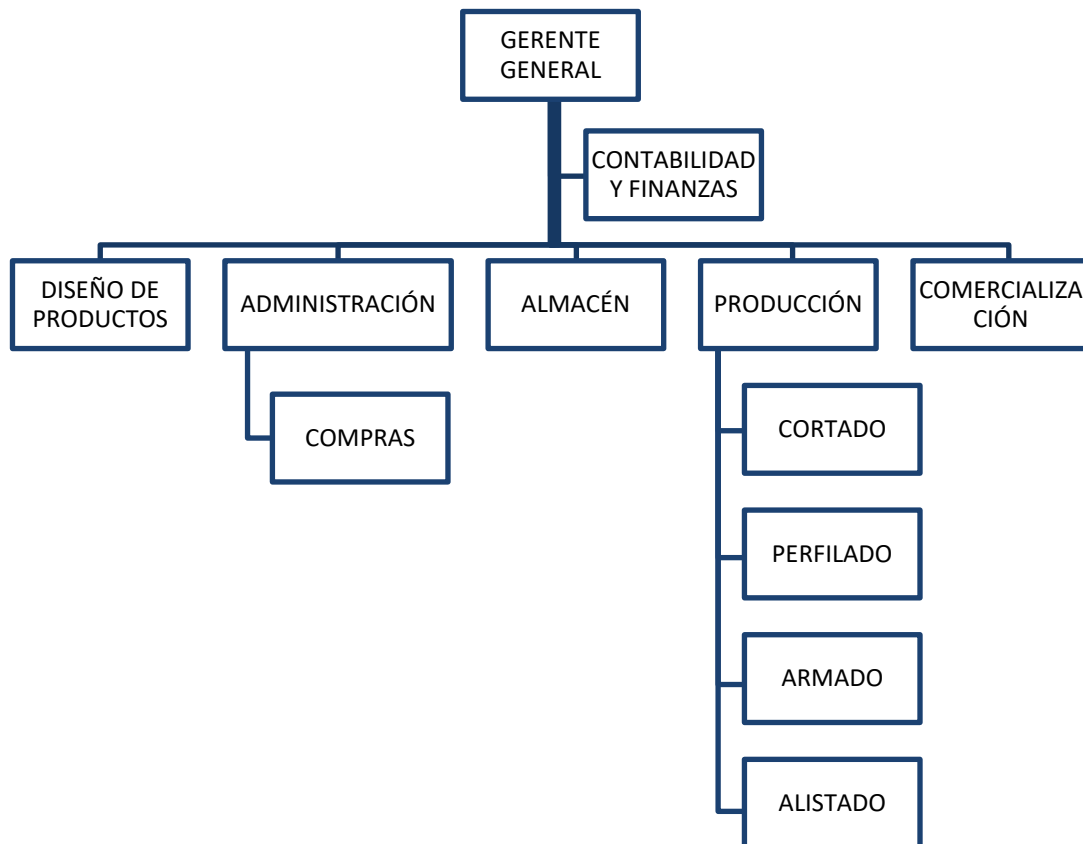 GERENTE
GENERAL
CONTABILIDAD
Y FINANZAS
DISEÑO DE
PRODUCTOS
ADMINISTRACIÓN
ALMACÉN
PRODUCCIÓN
COMERCIALIZA
CIÓN
COMPRAS
CORTADO
PERFILADO
ARMADO
ALISTADO